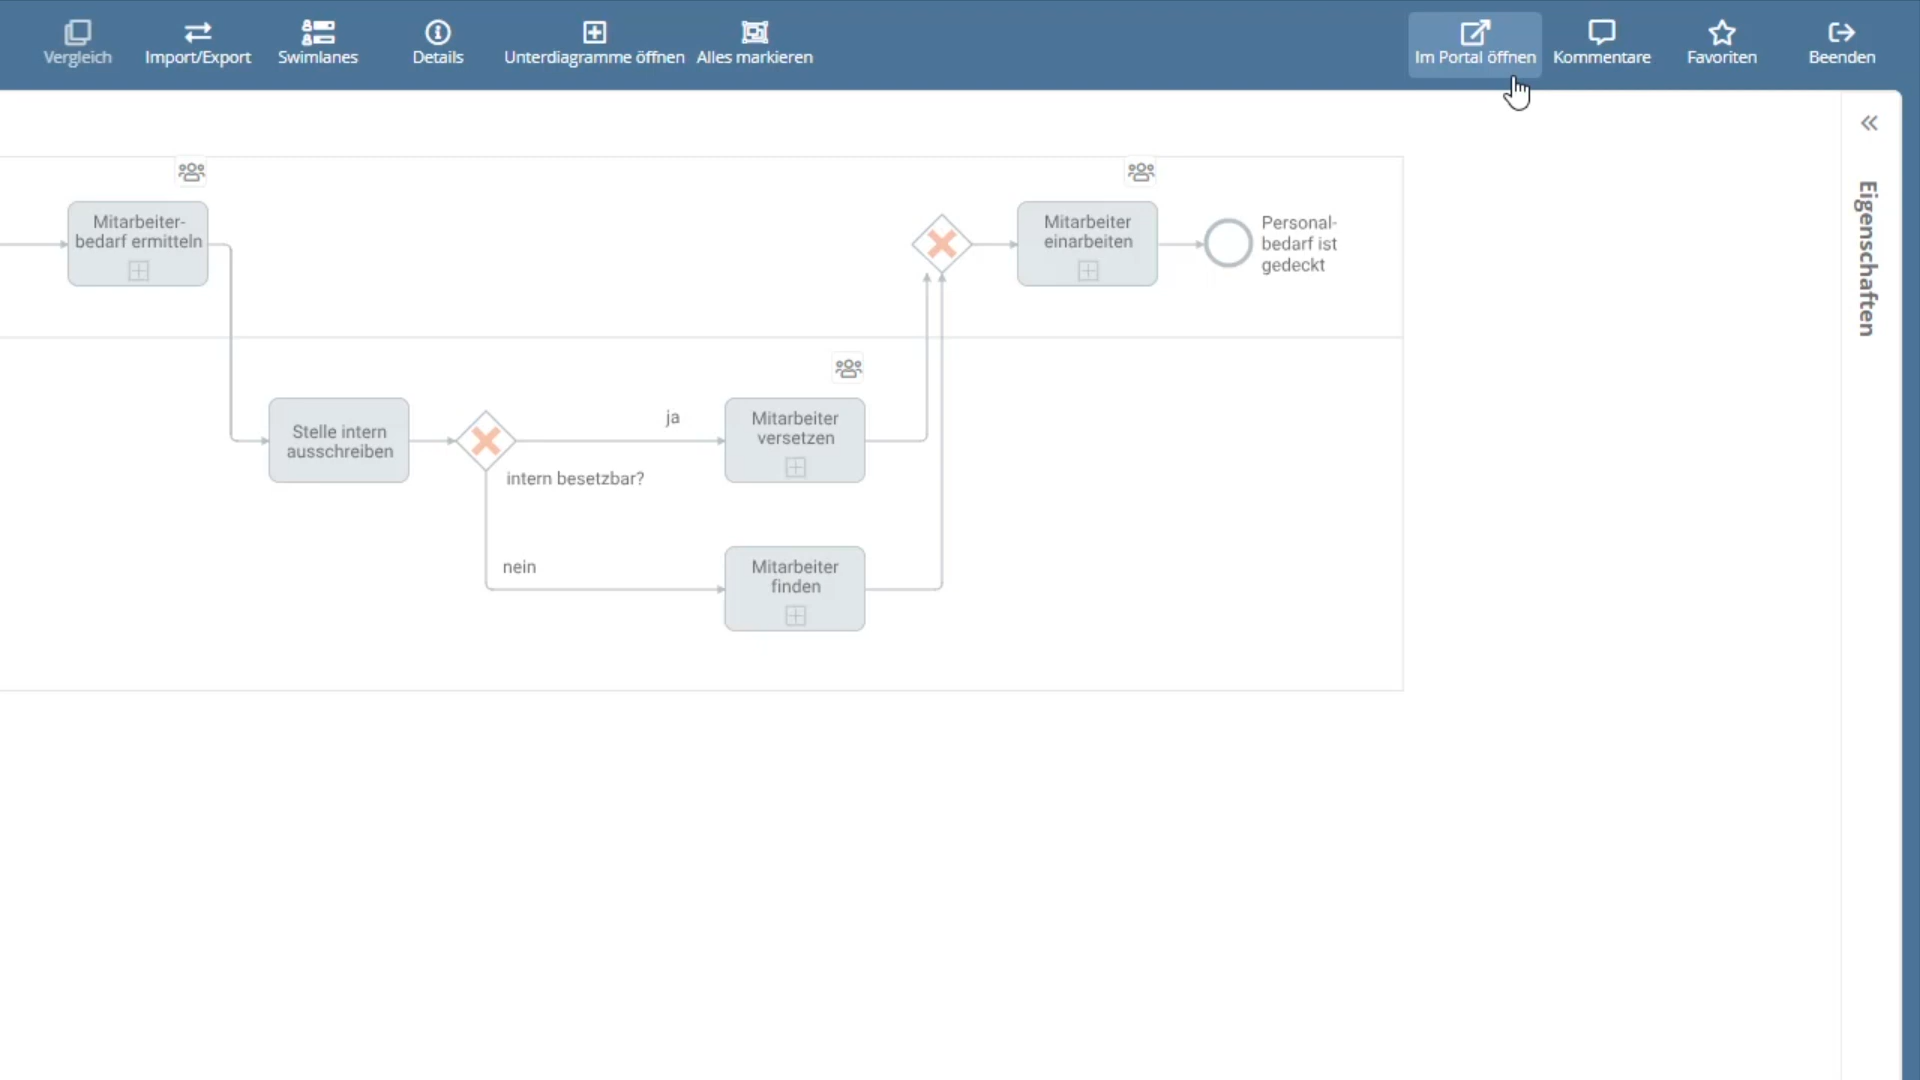 Vergleich
Import/Export
Swimlanes
Details
Unterdiagramme öffnen
Alles markieren
Im Portal öffnen
Kommentare
Favoriten
Beenden
Eigenschaften
Mitarbeiter-
bedarf ermitteln
Mitarbeiter
einarbeiten
Personal-
bedarf ist
gedeckt
Stelle intern
ausschreiben
ja
intern besetzbar?
Mitarbeiter
versetzen
nein
Mitarbeiter
finden